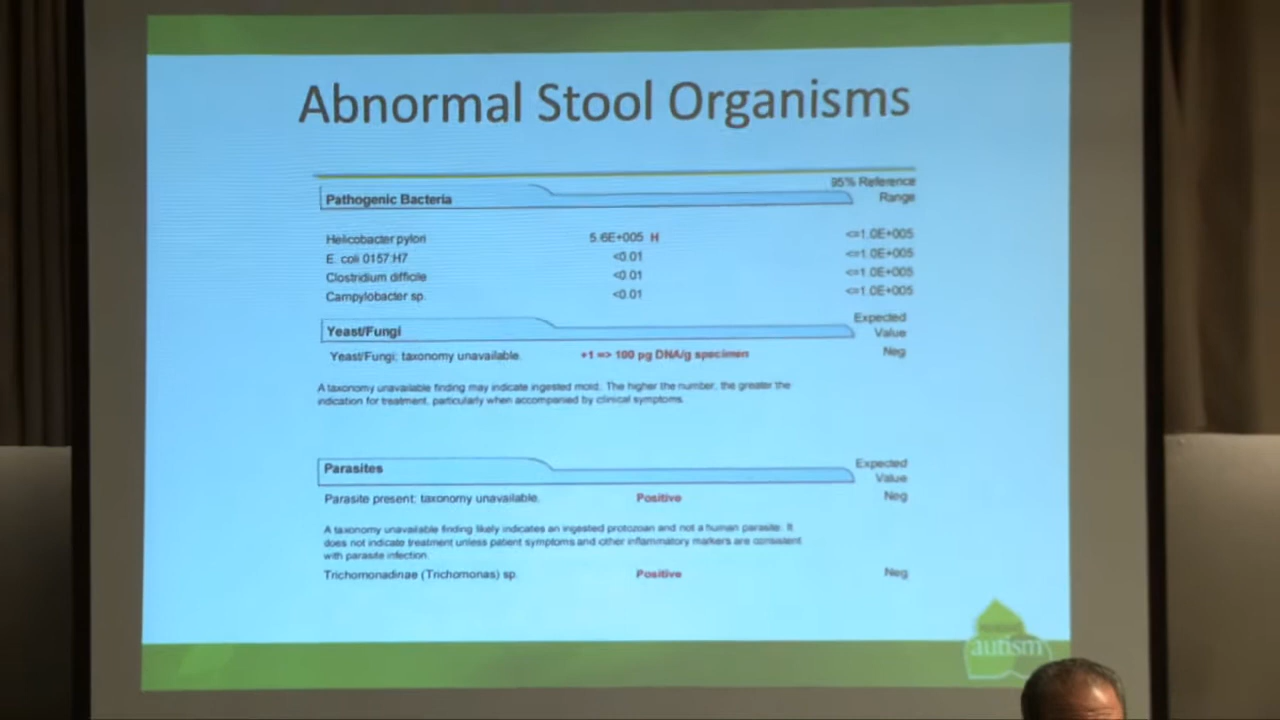 Abnormal Stool Organisms
95% Reference
Pathogenic Bacteria Range
Helicobacter pylori 5.6E+005 H <=1.0E+005
E. coli 0157:H7 <0.01 <=1.0E+005
Clostridium difficile <0.01 <=1.0E+005
Campylobacter sp. <0.01 <=1.0E+005
Expected
Yeast/Fungi Value
Yeast/Fungi; taxonomy unavailable. +1 => 100 pg DNA/g specimen Neg
A taxonomy unavailable finding may indicate ingested mold. The higher the number, the greater the
indication for treatment, particularly when accompanied by clinical symptoms.
Expected
Parasites Value
Parasite present; taxonomy unavailable. Positive Neg
A taxonomy unavailable finding likely indicates an ingested protozoan and not a human parasite. It
does not indicate treatment unless patient symptoms and other inflammatory markers are consistent
with parasite infection.
Trichomonadinae (Trichomonas) sp. Positive Neg
autism